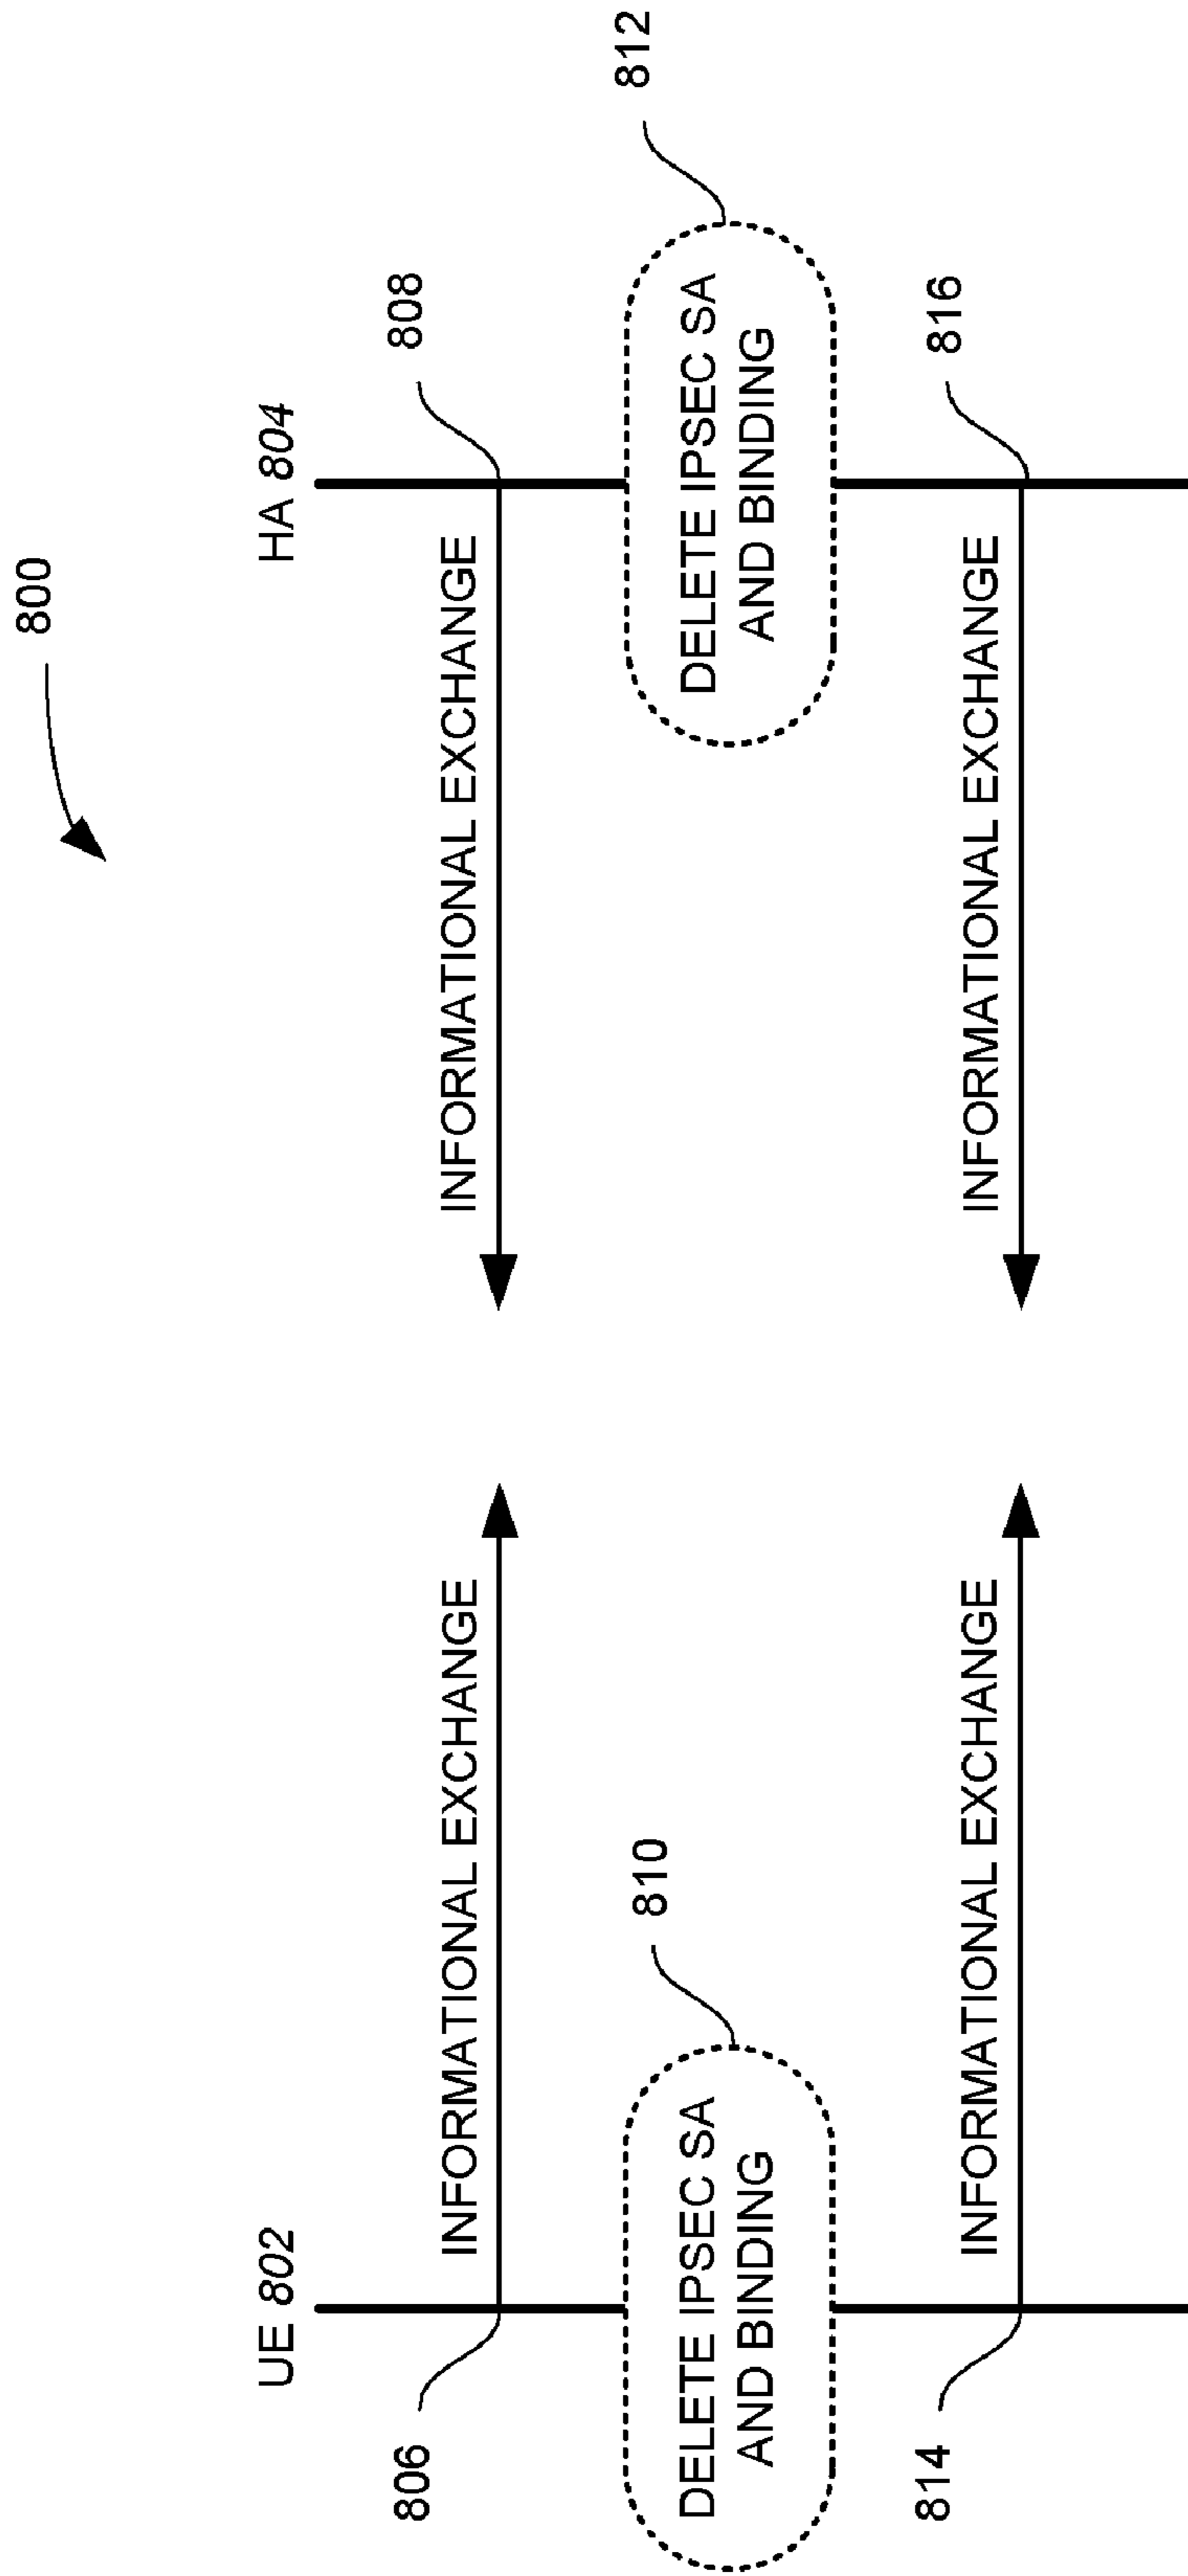 800
UE 802
HA 804
806
INFORMATIONAL EXCHANGE
INFORMATIONAL EXCHANGE
808
810
DELETE IPSEC SA
AND BINDING
DELETE IPSEC SA
AND BINDING
812
814
INFORMATIONAL EXCHANGE
INFORMATIONAL EXCHANGE
816